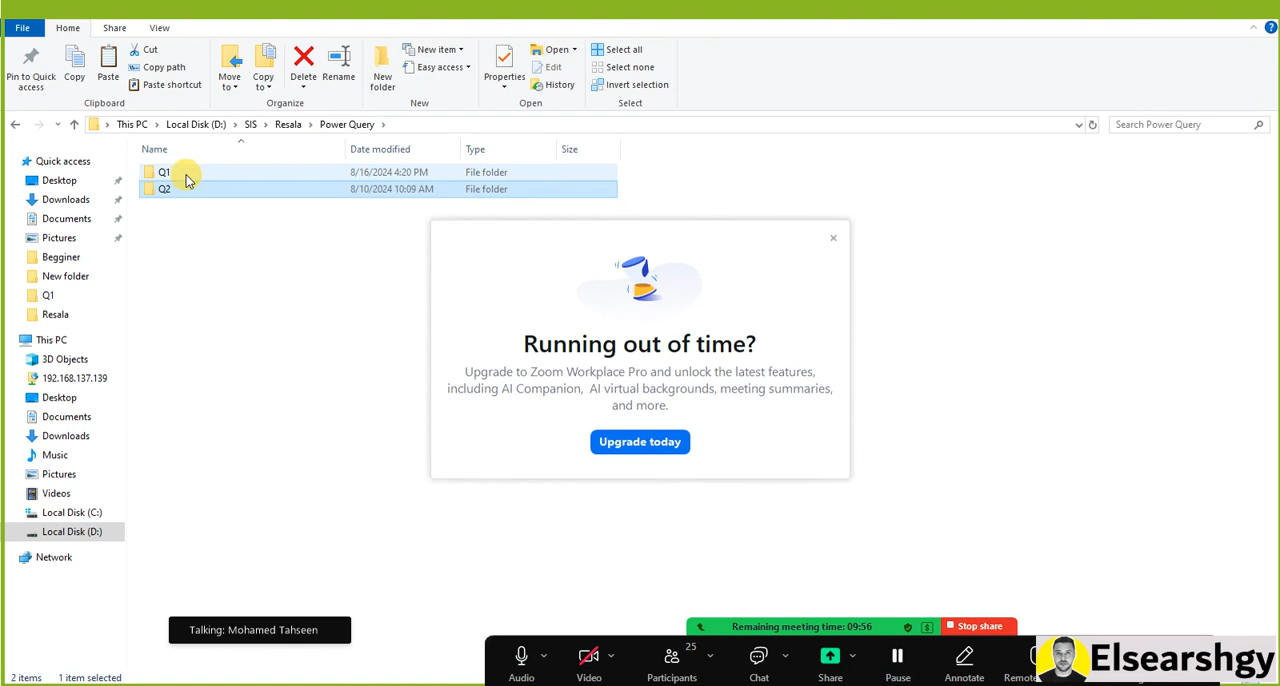 File Home Share View
Pin to Quick access
Copy
Paste
Cut
Copy path
Paste shortcut
Clipboard
Move to
Copy to
Delete
Rename
Organize
New folder
New item
Easy access
New
Properties
Open
Edit
History
Open
Select all
Select none
Invert selection
Select
This PC > Local Disk (D:) > SIS > Resala > Power Query >
Search Power Query
Name Date modified Type Size
Q1 8/16/2024 4:20 PM File folder
Q2 8/10/2024 10:09 AM File folder
Quick access
Desktop
Downloads
Documents
Pictures
Begginer
New folder
Q1
Resala
This PC
3D Objects
192.168.137.139
Desktop
Documents
Downloads
Music
Pictures
Videos
Local Disk (C:)
Local Disk (D:)
Network
Running out of time?
Upgrade to Zoom Workplace Pro and unlock the latest features,
including AI Companion, AI virtual backgrounds, meeting summaries,
and more.
Upgrade today
Talking: Mohamed Tahseen
Remaining meeting time: 09:56
Stop share
Audio
Video
25
Participants
Chat
Share
Pause
Annotate
Remote
Elsearshgy
2 items 1 item selected